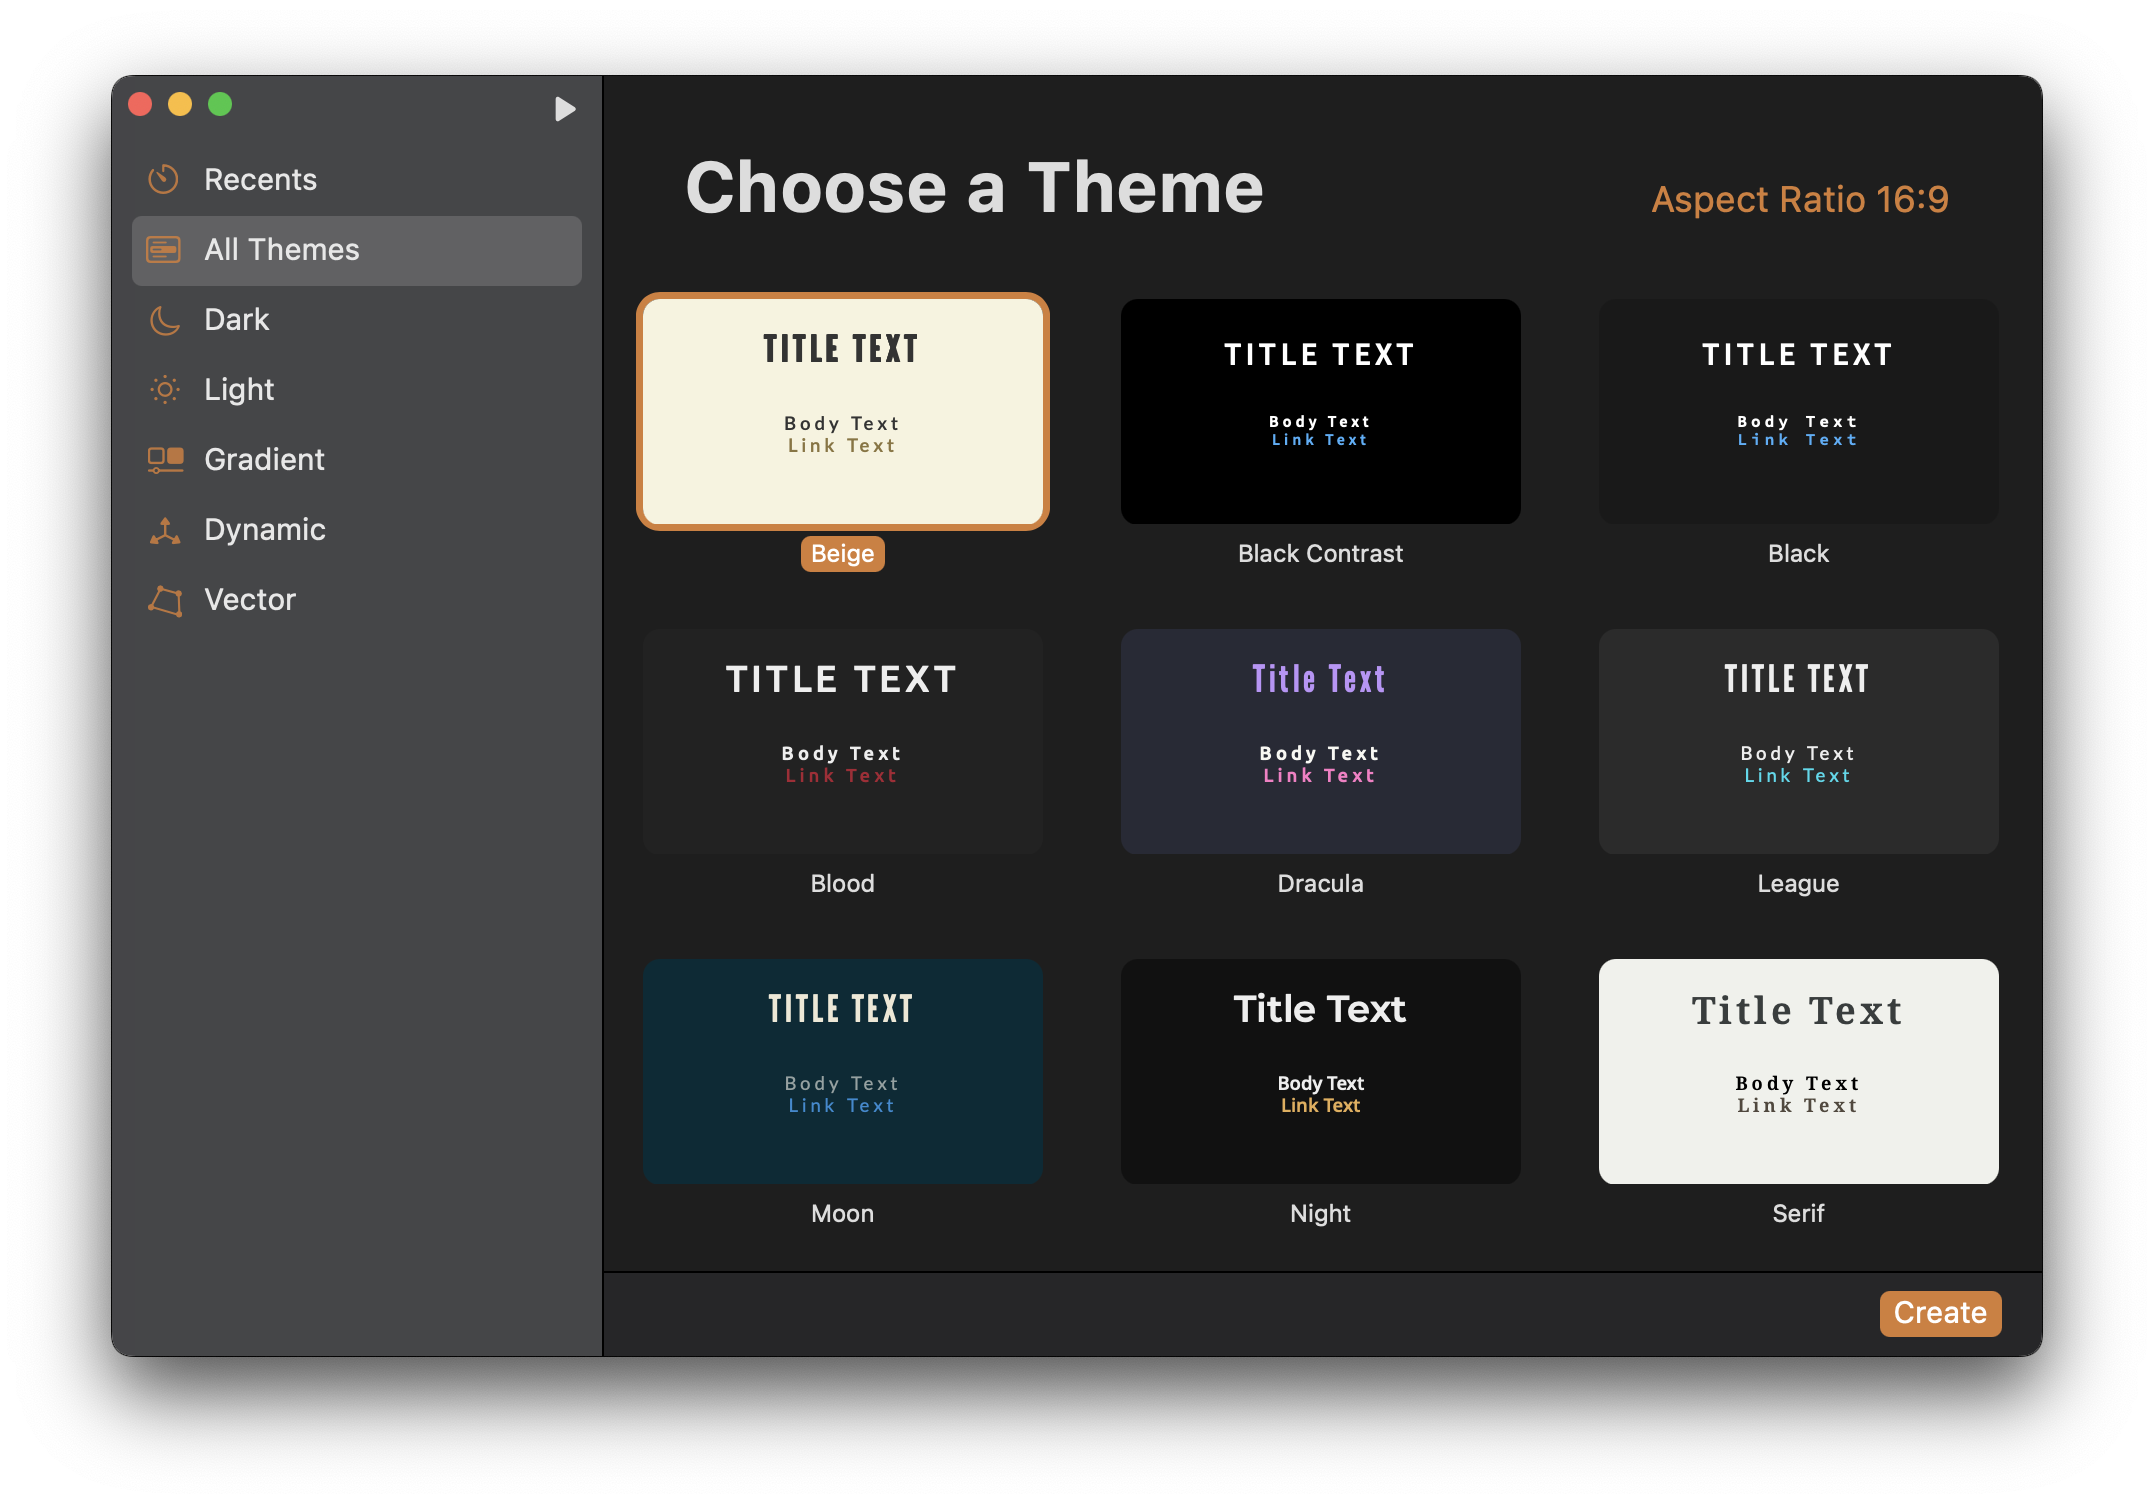 Recents
All Themes
Dark
Light
Gradient
Dynamic
Vector
Choose a Theme
Aspect Ratio 16:9
TITLE TEXT
Body Text
Link Text
Beige
TITLE TEXT
Body Text
Link Text
Black Contrast
TITLE TEXT
Body Text
Link Text
Black
TITLE TEXT
Body Text
Link Text
Blood
Title Text
Body Text
Link Text
Dracula
TITLE TEXT
Body Text
Link Text
League
TITLE TEXT
Body Text
Link Text
Moon
Title Text
Body Text
Link Text
Night
Title Text
Body Text
Link Text
Serif
Create